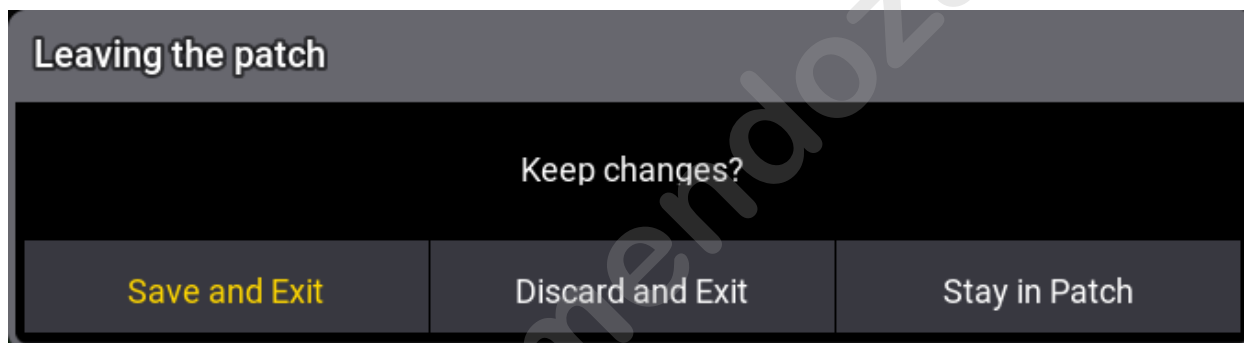 Leaving the patch
Keep changes?
Save and Exit
Discard and Exit
Stay in Patch